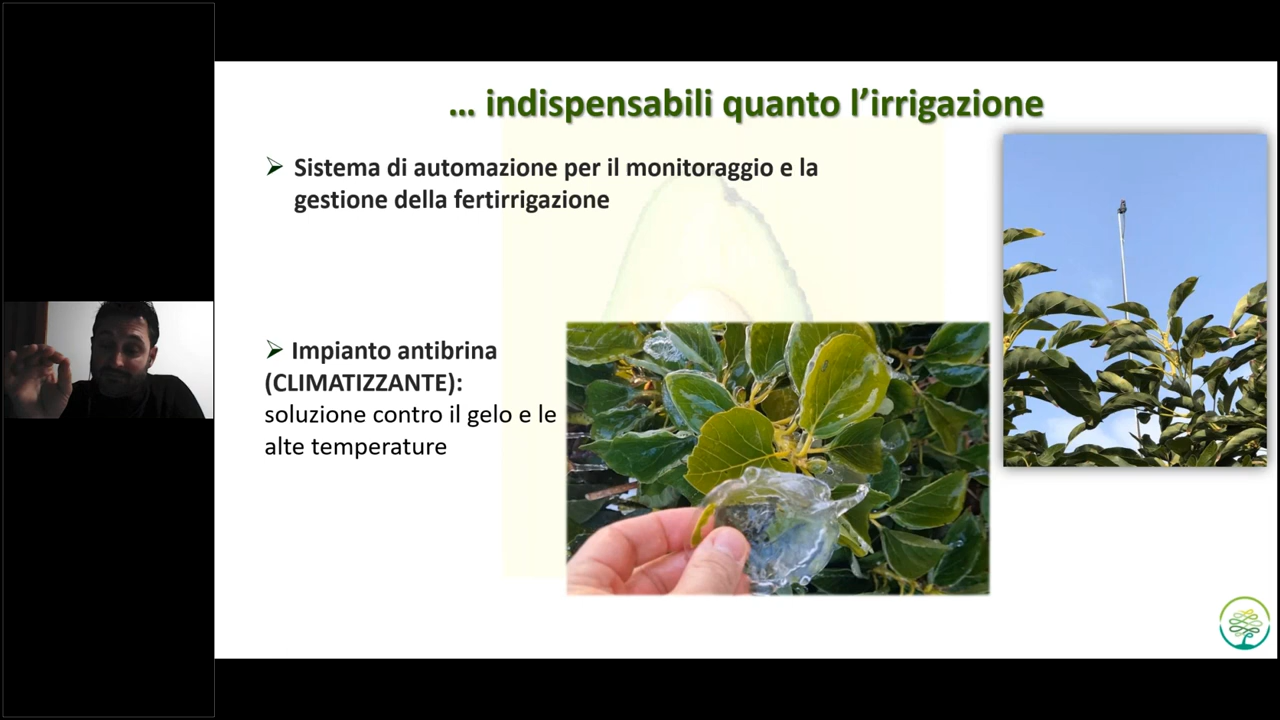 … indispensabili quanto l’irrigazione
Sistema di automazione per il monitoraggio e la
gestione della fertirrigazione
Impianto antibrina
(CLIMATIZZANTE):
soluzione contro il gelo e le
alte temperature